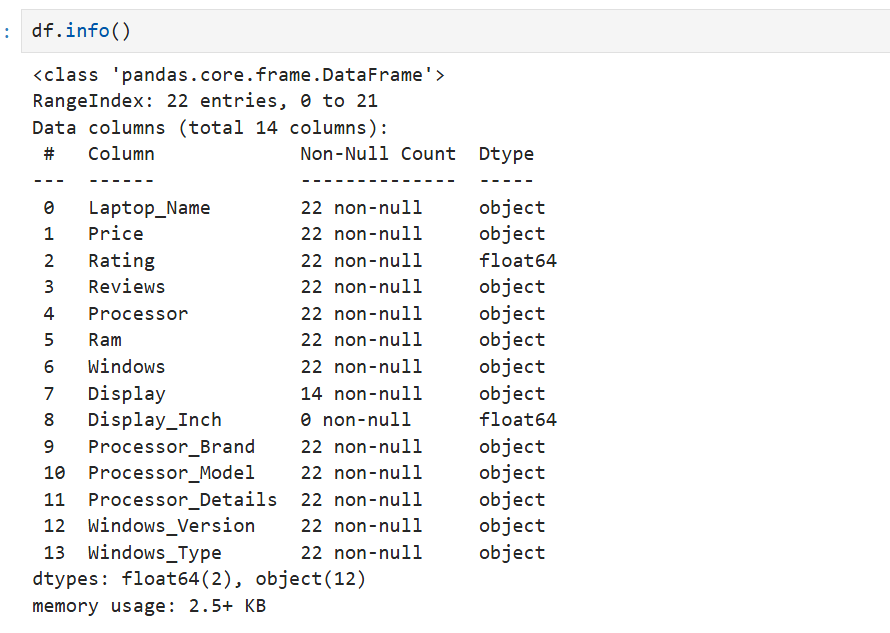 : df.info()
<class 'pandas.core.frame.DataFrame'>
RangeIndex: 22 entries, 0 to 21
Data columns (total 14 columns):
 #   Column             Non-Null Count  Dtype
---  ------             --------------  -----
 0   Laptop_Name        22 non-null     object
 1   Price              22 non-null     object
 2   Rating             22 non-null     float64
 3   Reviews            22 non-null     object
 4   Processor          22 non-null     object
 5   Ram                22 non-null     object
 6   Windows            22 non-null     object
 7   Display            14 non-null     object
 8   Display_Inch       0 non-null      float64
 9   Processor_Brand    22 non-null     object
 10  Processor_Model    22 non-null     object
 11  Processor_Details  22 non-null     object
 12  Windows_Version    22 non-null     object
 13  Windows_Type       22 non-null     object
dtypes: float64(2), object(12)
memory usage: 2.5+ KB